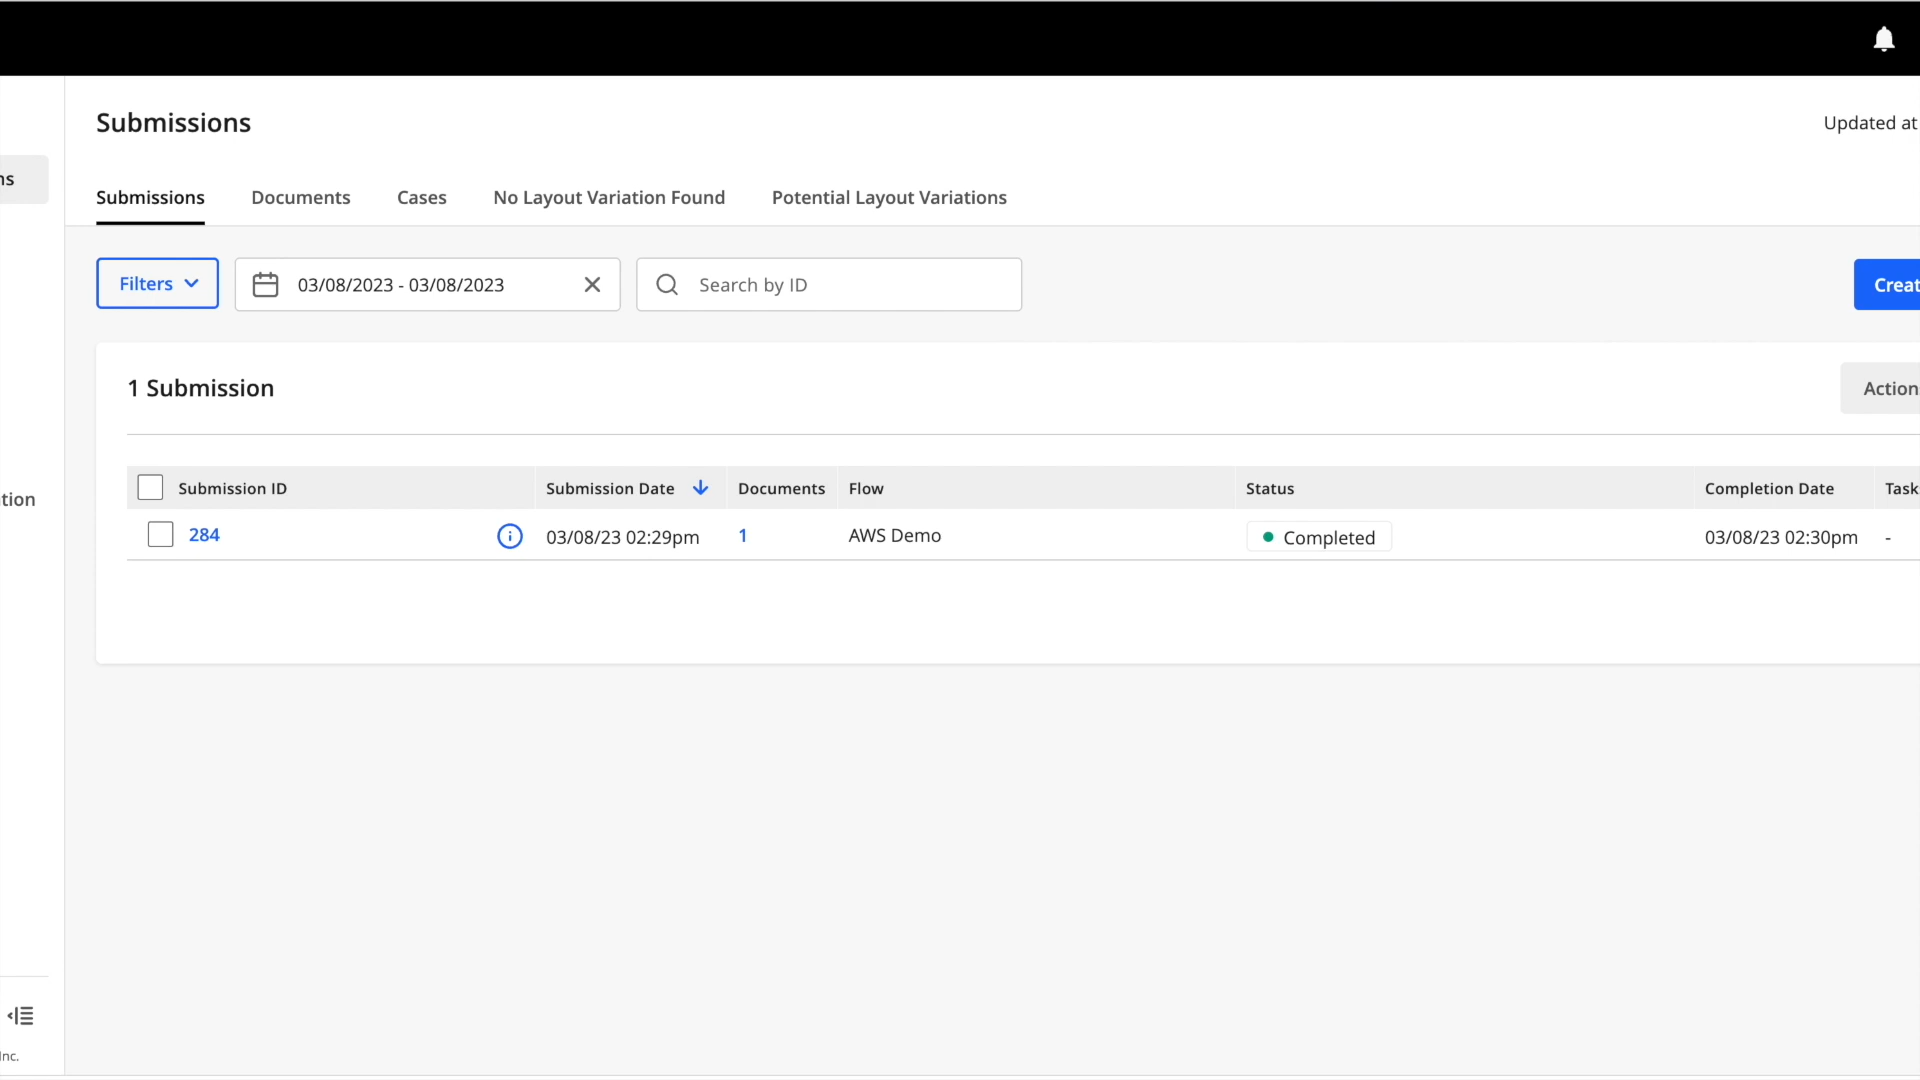 Submissions
Updated at
ns
Submissions Documents Cases No Layout Variation Found Potential Layout Variations
Filters 03/08/2023 - 03/08/2023 Search by ID Creat
1 Submission
Action
Submission ID Submission Date Documents Flow Status Completion Date Task
tion
284 03/08/23 02:29pm 1 AWS Demo Completed 03/08/23 02:30pm -
Inc.